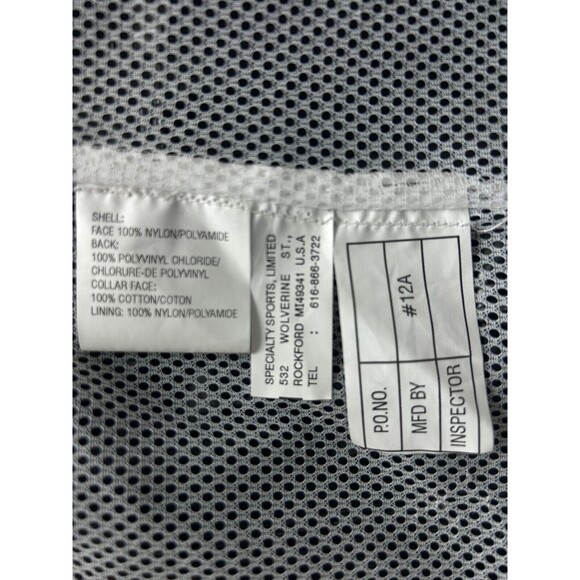 SHELL:
FACE 100% NYLON/POLYAMIDE
BACK:
100% POLYVINYL CHLORIDE/
CHLORURE-DE POLYVINYL
COLLAR FACE:
100% COTTON/COTON
LINING: 100% NYLON/POLYAMIDE
SPECIALTY SPORTS, LIMITED
532 WOLVERINE ST.,
ROCKFORD MI49341 U.S.A
TEL : 616-866-3722
P.O.NO.
MFD BY #12A
INSPECTOR